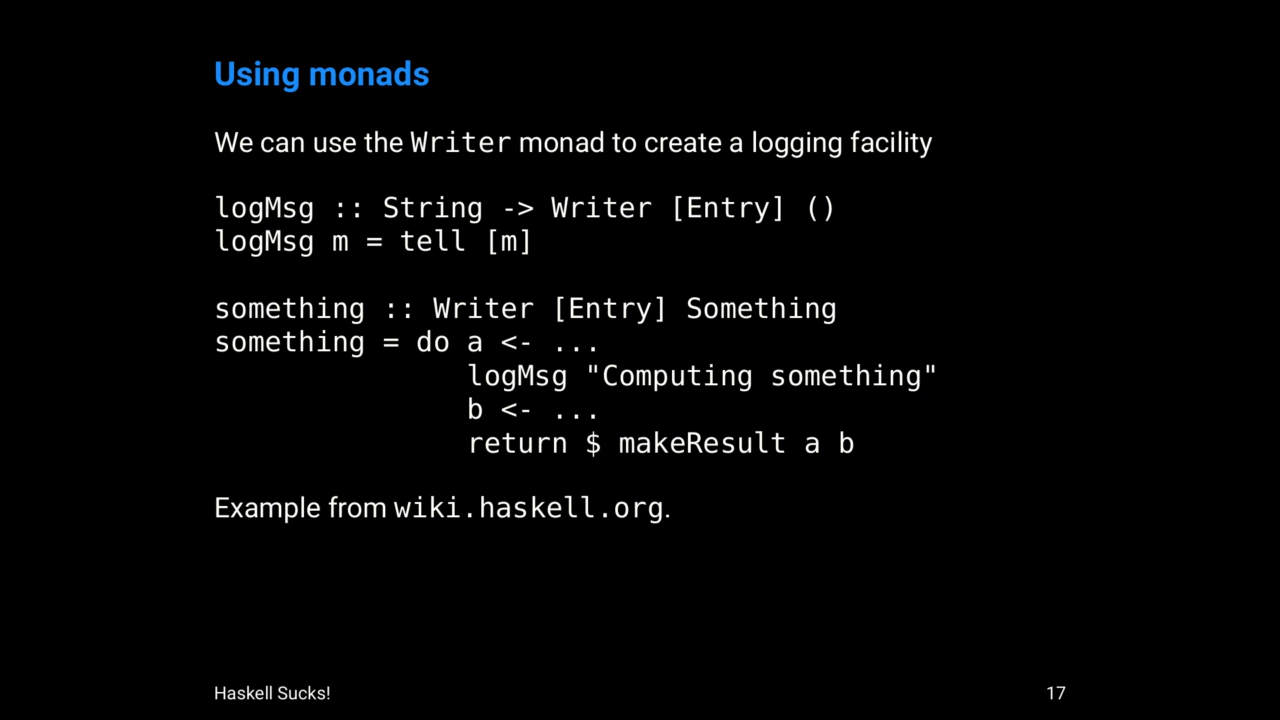 Using monads
We can use the Writer monad to create a logging facility
logMsg :: String -> Writer [Entry] ()
logMsg m = tell [m]
something :: Writer [Entry] Something
something = do a <- ...
               logMsg "Computing something"
               b <- ...
               return $ makeResult a b
Example from wiki.haskell.org.
Haskell Sucks!
17